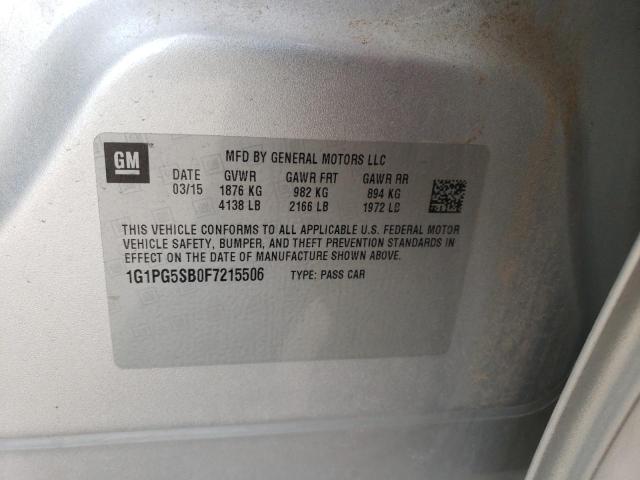 GM
MFD BY GENERAL MOTORS LLC
DATE GVWR GAWR FRT GAWR RR
03/15 1876 KG 982 KG 894 KG
4138 LB 2166 LB 1972 LB
THIS VEHICLE CONFORMS TO ALL APPLICABLE U.S. FEDERAL MOTOR
VEHICLE SAFETY, BUMPER, AND THEFT PREVENTION STANDARDS IN
EFFECT ON THE DATE OF MANUFACTURE SHOWN ABOVE.
1G1PG5SB0F7215506 TYPE: PASS CAR